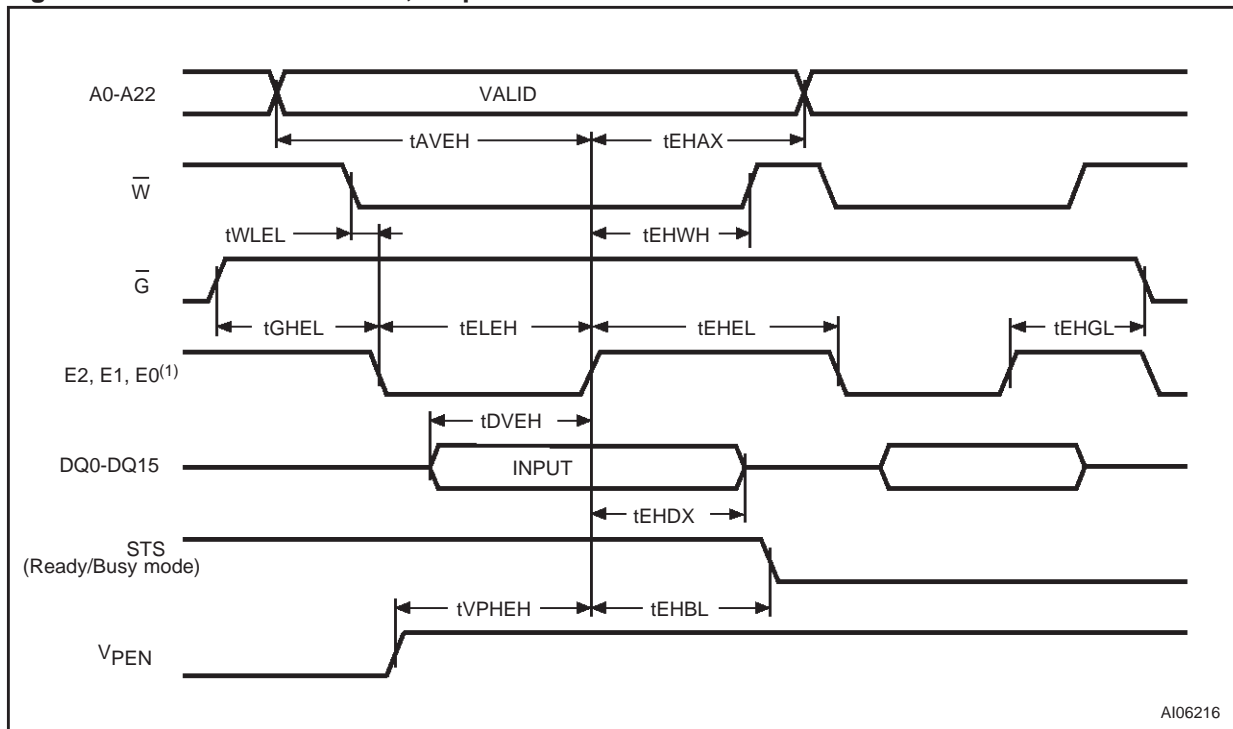 A0-A22
VALID
tAVEH
tEHAX
W
tWLEL
tEHWH
G
tGHEL
tELEH
tEHEL
tEHGL
E2, E1, E0(1)
tDVEH
DQ0-DQ15
INPUT
tEHDX
STS
(Ready/Busy mode)
tVPHEH
tEHBL
VPEN
AI06216